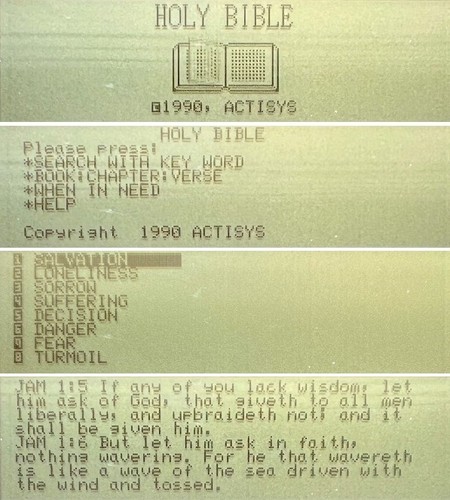 HOLY BIBLE
©1990, ACTISYS
HOLY BIBLE
Please press:
*SEARCH WITH KEY WORD
*BOOK:CHAPTER:VERSE
*WHEN IN NEED
*HELP
Copyright 1990 ACTISYS
1 SALVATION
2 LONELINESS
3 SORROW
4 SUFFERING
5 DECISION
6 DANGER
7 FEAR
8 TURMOIL
JAM 1:5 If any of you lack wisdom, let
him ask of God, that giveth to all men
liberally, and upbraideth not; and it
shall be given him.
JAM 1:6 But let him ask in faith,
nothing wavering. For he that wavereth
is like a wave of the sea driven with
the wind and tossed.